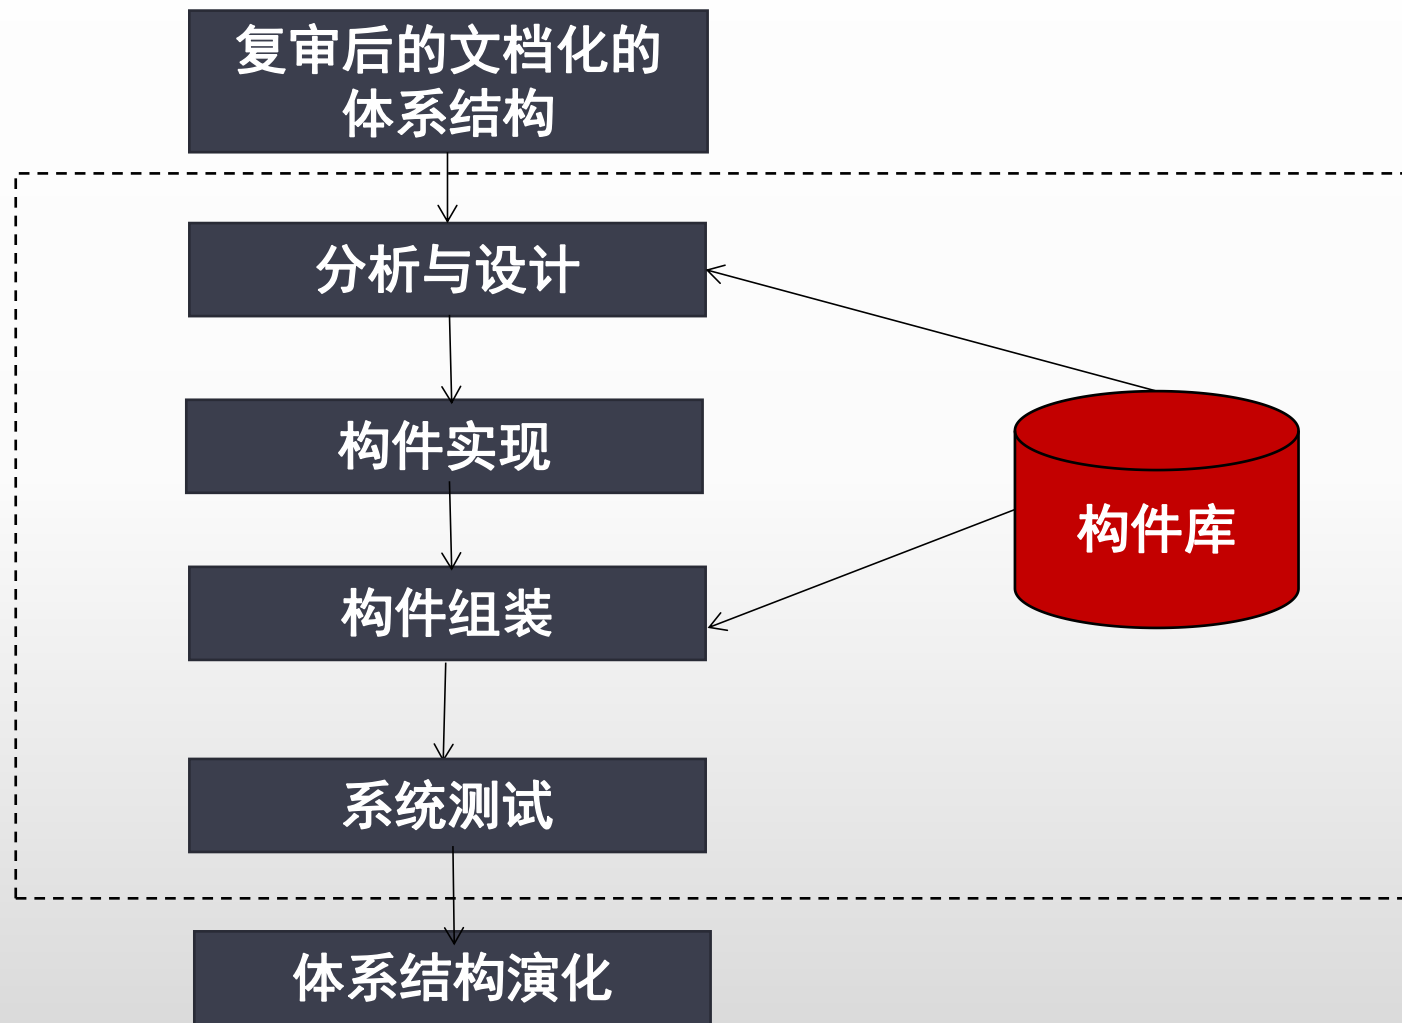 复审后的文档化的
体系结构
分析与设计
构件实现
构件库
构件组装
系统测试
体系结构演化